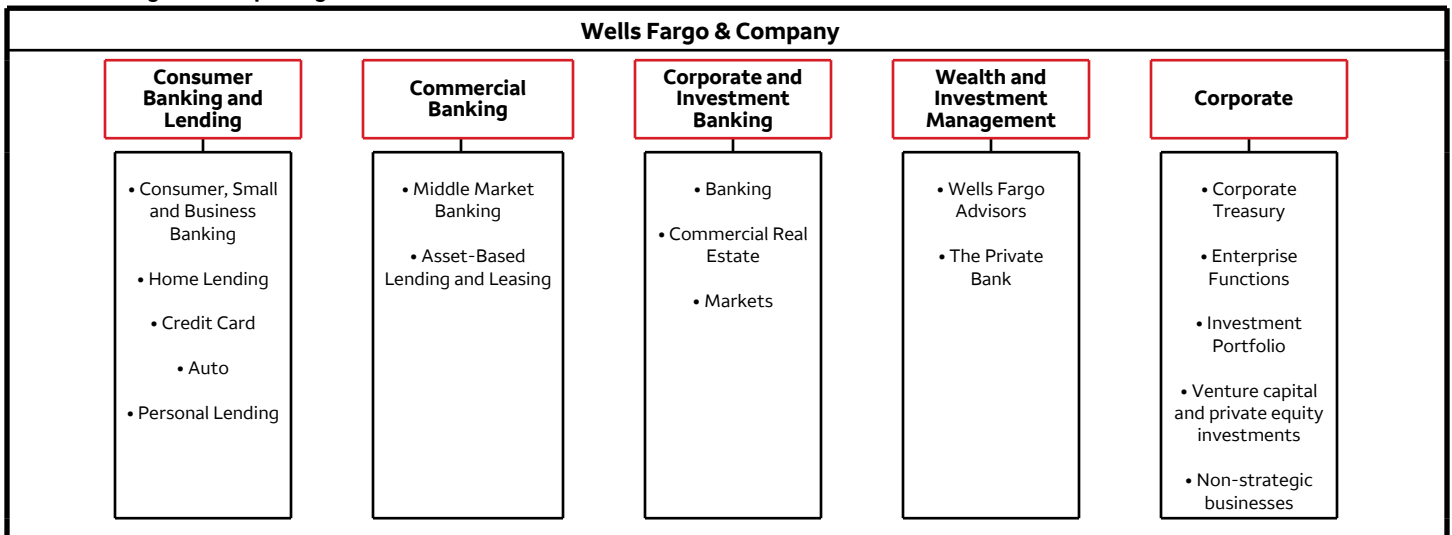 Wells Fargo & Company
Consumer
Banking and
Lending
• Consumer, Small
and Business
Banking
• Home Lending
• Credit Card
• Auto
• Personal Lending
Commercial
Banking
• Middle Market
Banking
• Asset-Based
Lending and Leasing
Corporate and
Investment
Banking
• Banking
• Commercial Real
Estate
• Markets
Wealth and
Investment
Management
• Wells Fargo
Advisors
• The Private
Bank
Corporate
• Corporate
Treasury
• Enterprise
Functions
• Investment
Portfolio
• Venture capital
and private equity
investments
• Non-strategic
businesses